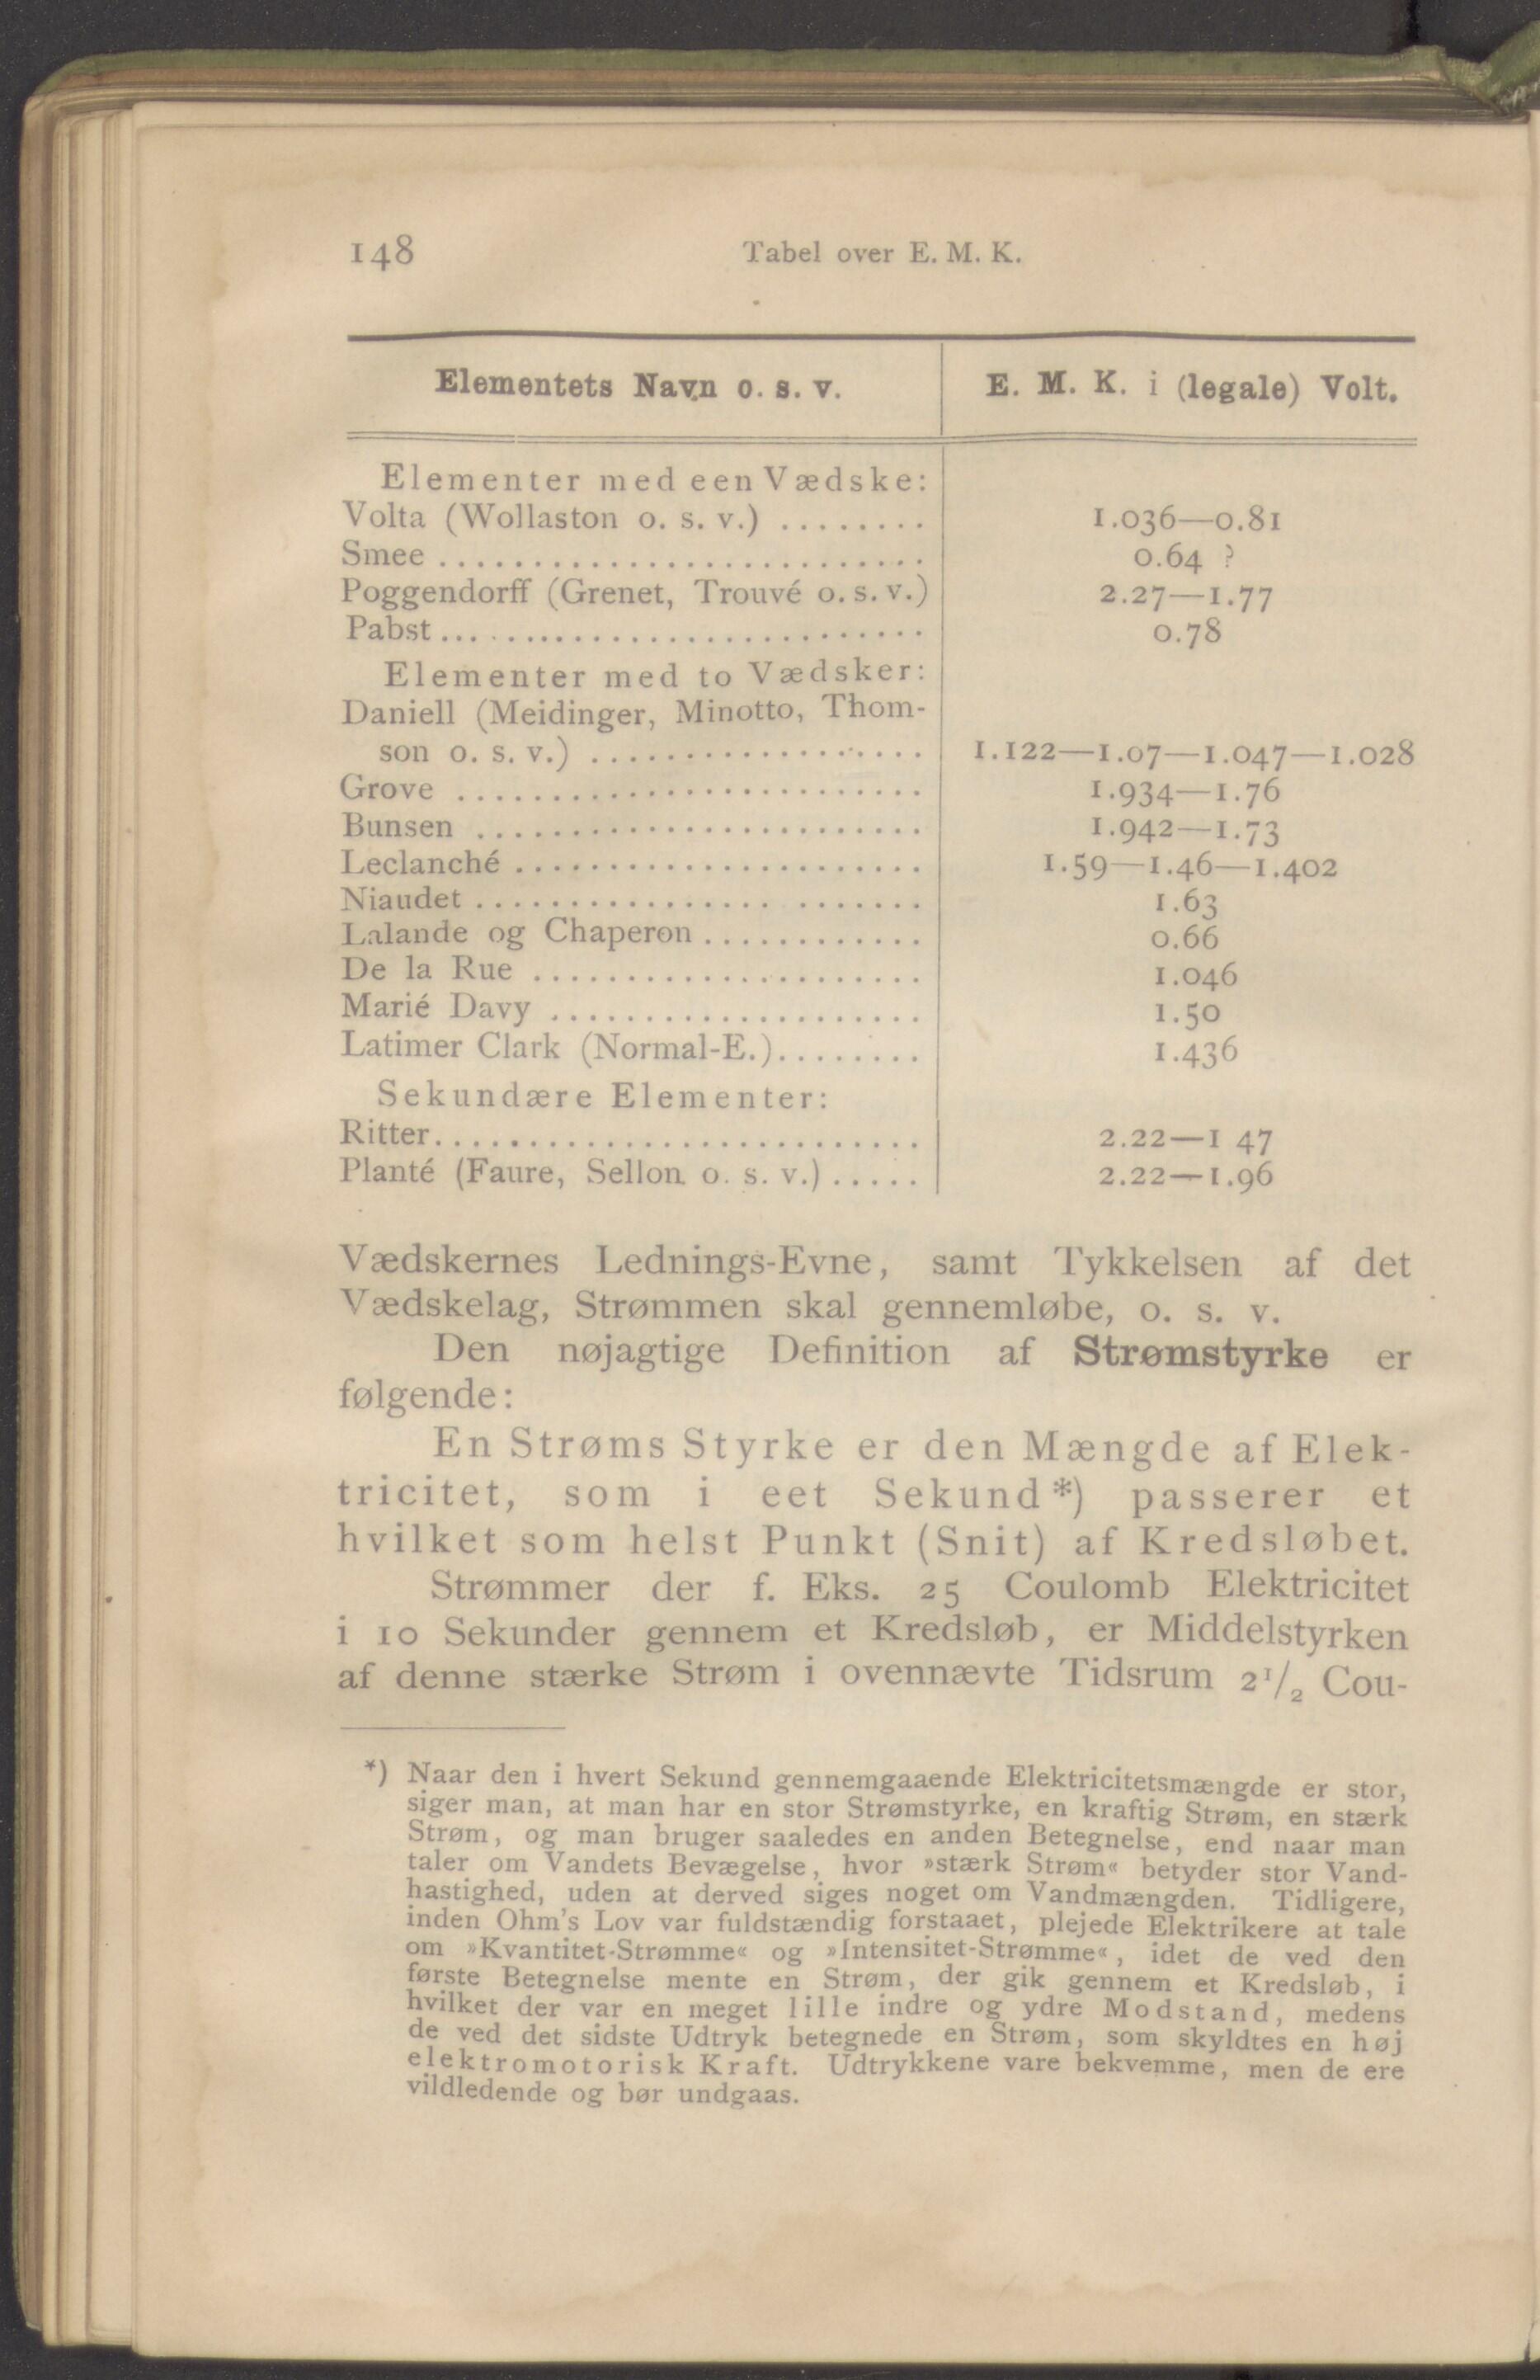 148 Tabel over E. M. K.
Elementets Navn o. s. v. E. M. K. i (legale) Volt.
Elementer med een Vædske:
Volta (Wollaston o. s. v.) ........ 1.036—0.81
Smee .......................... 0.64 ?
Poggendorff (Grenet, Trouvé o. s. v.) 2.27—1.77
Pabst .......................... 0.78
Elementer med to Vædsker:
Daniell (Meidinger, Minotto, Thom-
son o. s. v.) .................. 1.122—1.07—1.047—1.028
Grove ......................... 1.934—1.76
Bunsen ........................ 1.942—1.73
Leclanché ...................... 1.59—1.46—1.402
Niaudet ........................ 1.63
Lalande og Chaperon ............ 0.66
De la Rue ..................... 1.046
Marié Davy .................... 1.50
Latimer Clark (Normal-E.)........ 1.436
Sekundære Elementer:
Ritter.......................... 2.22—1 47
Planté (Faure, Sellon o. s. v.) ..... 2.22—1.96
Vædskernes Lednings-Evne, samt Tykkelsen af det
Vædskelag, Strømmen skal gennemløbe, o. s. v.
Den nøjagtige Definition af Strømstyrke er
følgende:
En Strøms Styrke er den Mængde af Elek-
tricitet, som i eet Sekund *) passerer et
hvilket som helst Punkt (Snit) af Kredsløbet.
Strømmer der f. Eks. 25 Coulomb Elektricitet
i 10 Sekunder gennem et Kredsløb, er Middelstyrken
af denne stærke Strøm i ovennævte Tidsrum 2¹/₂ Cou-
*) Naar den i hvert Sekund gennemgaaende Elektricitetsmængde er stor,
siger man, at man har en stor Strømstyrke, en kraftig Strøm, en stærk
Strøm, og man bruger saaledes en anden Betegnelse, end naar man
taler om Vandets Bevægelse, hvor »stærk Strøm« betyder stor Vand-
hastighed, uden at derved siges noget om Vandmængden. Tidligere,
inden Ohm's Lov var fuldstændig forstaaet, plejede Elektrikere at tale
om »Kvantitet-Strømme« og »Intensitet-Strømme«, idet de ved den
første Betegnelse mente en Strøm, der gik gennem et Kredsløb, i
hvilket der var en meget lille indre og ydre Modstand, medens
de ved det sidste Udtryk betegnede en Strøm, som skyldtes en høj
elektromotorisk Kraft. Udtrykkene vare bekvemme, men de ere
vildledende og bør undgaas.